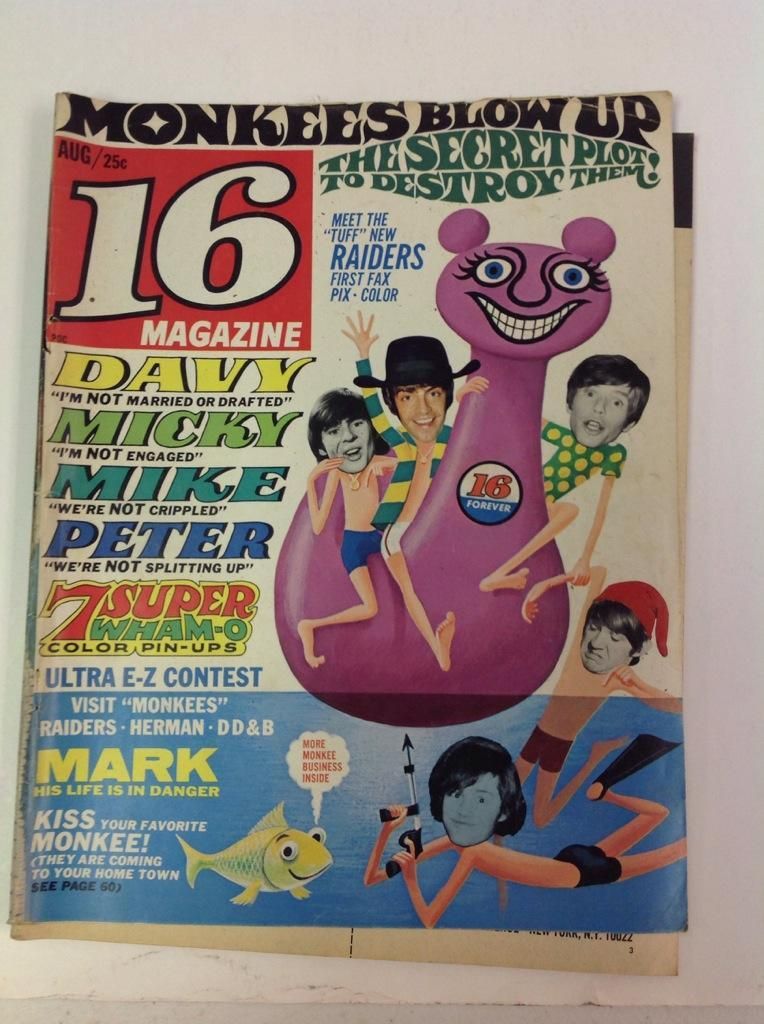 MONKEES BLOW UP
THE SECRET PLOT
TO DESTROY THEM!
AUG/25c
16
MAGAZINE
MEET THE
"TUFF" NEW
RAIDERS
FIRST FAX
PIX · COLOR
DAVY
"I'M NOT MARRIED OR DRAFTED"
MICKY
"I'M NOT ENGAGED"
MIKE
"WE'RE NOT CRIPPLED"
PETER
"WE'RE NOT SPLITTING UP"
16
FOREVER
7 SUPER
WHAM-O
COLOR PIN-UPS
ULTRA E-Z CONTEST
VISIT "MONKEES"
RAIDERS · HERMAN · DD&B
MARK
HIS LIFE IS IN DANGER
MORE
MONKEE
BUSINESS
INSIDE
KISS YOUR FAVORITE
MONKEE!
(THEY ARE COMING
TO YOUR HOME TOWN
SEE PAGE 60)
NEW YORK, N.Y. 10022
3